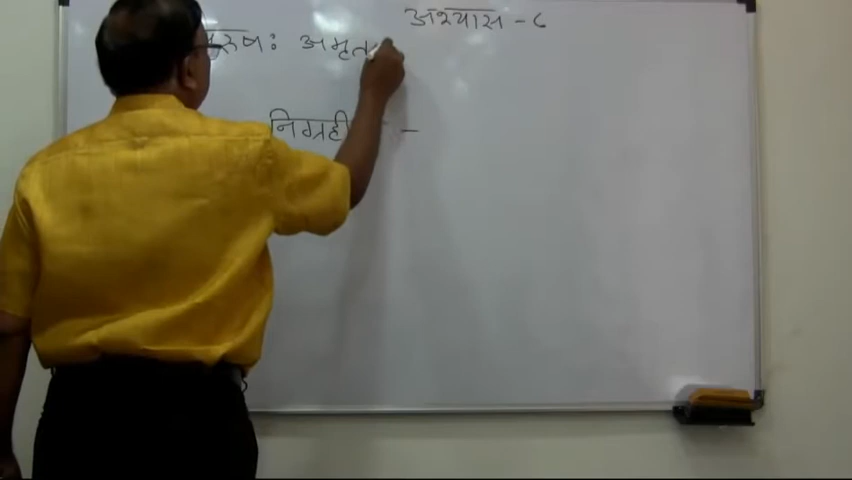 अभ्यास - ८
पुरुषः अमृत
निग्रही -